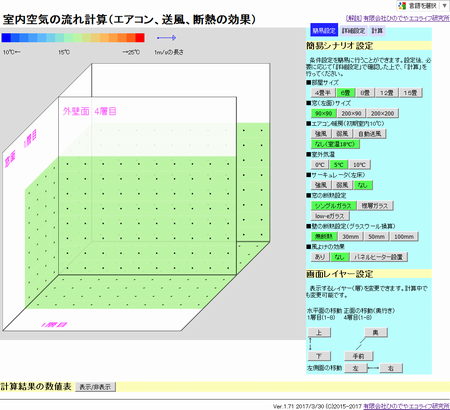 言語を選択 ▼
室内空気の流れ計算(エアコン、送風、断熱の効果)
[解説] 有限会社ひのでやエコライフ研究所
10℃← 15℃ →25℃ 1m/sの長さ
簡易設定 詳細設定 計算
簡易シナリオ設定
条件設定を簡易に行うことができます。設定後、必
要に応じて「詳細設定」で確認した上で、「計算」を行ってください。
■部屋サイズ
4畳半 6畳 8畳 12畳 15畳
■窓(左面)サイズ
90×90 200×90 200×200
■エアコン暖房(初期室内10℃)
強風 弱風 自動送風
なし(室温18℃)
■室外気温
0℃ 5℃ 10℃
■サーキュレータ(左床)
強風 弱風 なし
■窓の断熱設定
シングルガラス 複層ガラス
low-eガラス
■壁の断熱設定(グラスウール換算)
無断熱 30mm 50mm 100mm
■風よけの効果
あり なし パネルヒーター設置
画面レイヤー設定
表示するレイヤー(層)を変更できます。計算中でも変更可能です。
水平面の移動 正面の移動(奥行き)
1層目(1-8) 4層目(1-8)
上 奥
下 手前
左側面の移動 左 右
外壁面 4層目
窓面 1層目
1層目
計算結果の数値表 表示/非表示
Ver.1.71 2017/3/30 (C)2015-2017 有限会社ひのでやエコライフ研究所